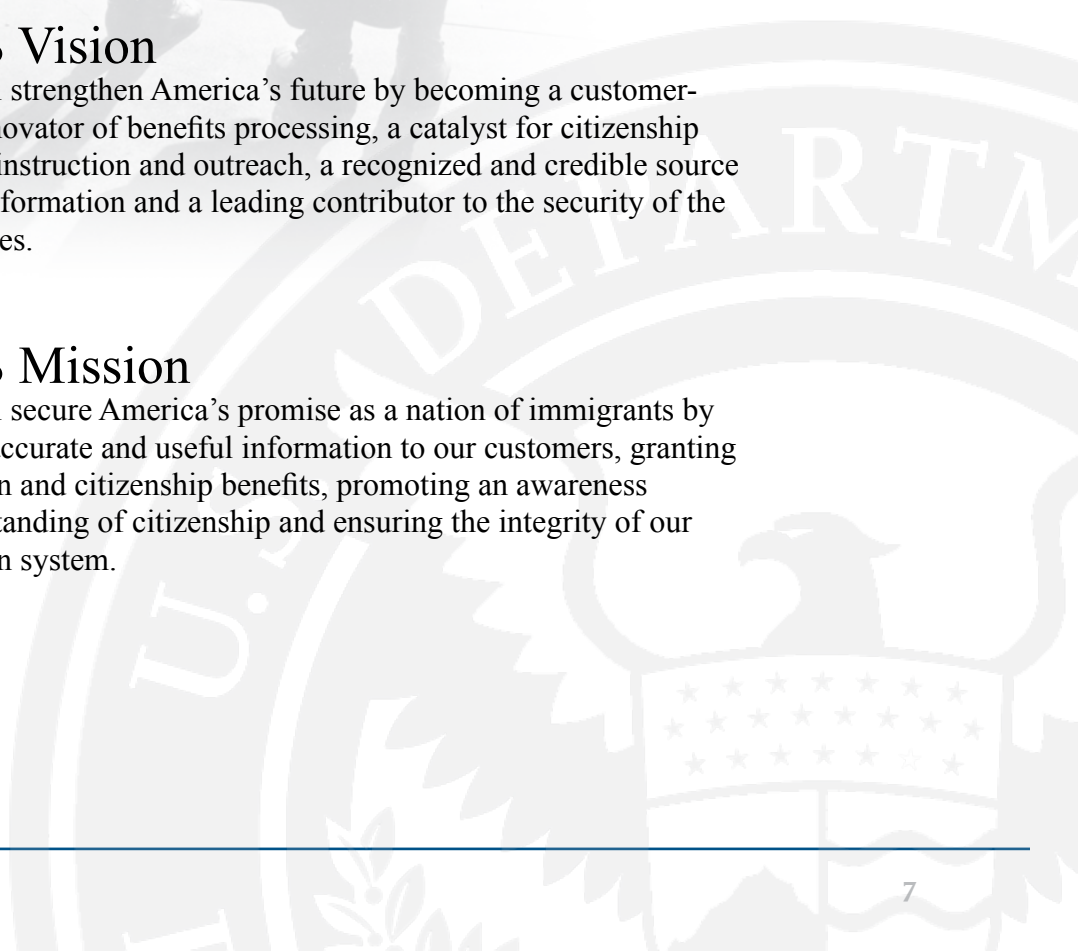 Vision
strengthen America’s future by becoming a customer-
ovator of benefits processing, a catalyst for citizenship
instruction and outreach, a recognized and credible source
formation and a leading contributor to the security of the
es.
Mission
secure America’s promise as a nation of immigrants by
ccurate and useful information to our customers, granting
n and citizenship benefits, promoting an awareness
tanding of citizenship and ensuring the integrity of our
n system.
U.S. DEPARTM
7